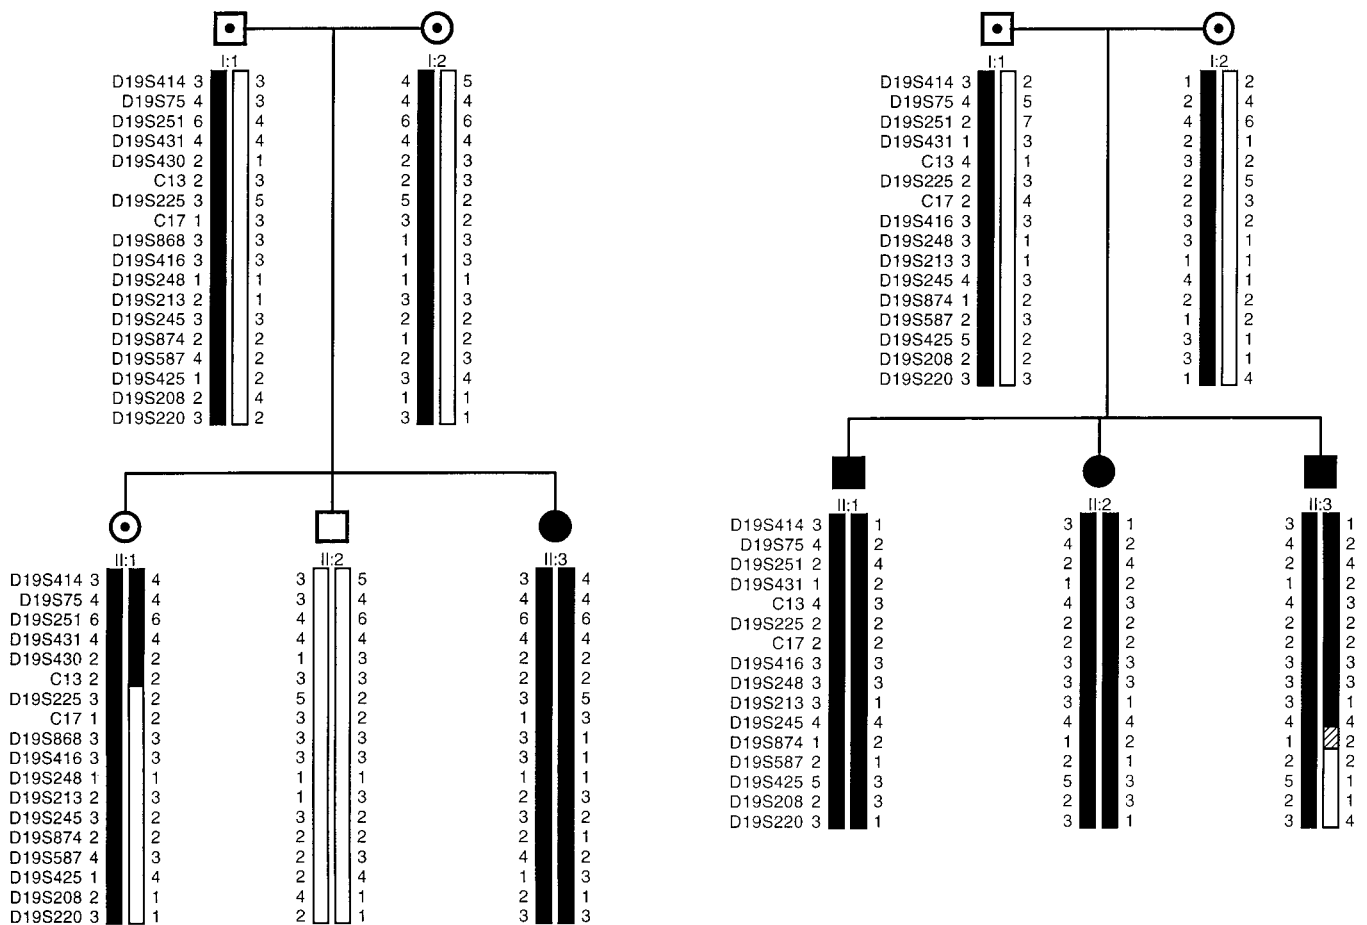 I:1 I:2
D19S414 3 3 4 5
D19S75 4 3 4 4
D19S251 6 4 6 6
D19S431 4 4 4 4
D19S430 2 1 2 3
C13 2 3 2 3
D19S225 3 5 5 2
C17 1 3 3 2
D19S868 3 3 1 3
D19S416 3 3 1 3
D19S248 1 1 1 1
D19S213 2 1 3 3
D19S245 3 3 2 2
D19S874 2 2 1 2
D19S587 4 2 2 3
D19S425 1 2 3 4
D19S208 2 4 1 1
D19S220 3 2 3 1
II:1 II:2 II:3
D19S414 3 4 3 5 3 4
D19S75 4 4 3 4 4 4
D19S251 6 6 4 6 6 6
D19S431 4 4 4 4 4 4
D19S430 2 2 1 3 2 2
C13 2 2 3 3 2 2
D19S225 3 2 5 2 3 5
C17 1 2 3 2 1 3
D19S868 3 3 3 3 3 1
D19S416 3 3 3 3 3 1
D19S248 1 1 1 1 1 1
D19S213 2 3 1 3 2 3
D19S245 3 2 3 2 3 2
D19S874 2 2 2 2 2 1
D19S587 4 3 2 3 4 2
D19S425 1 4 2 4 1 3
D19S208 2 1 4 1 2 1
D19S220 3 1 2 1 3 3
I:1 I:2
D19S414 3 2 1 2
D19S75 4 5 2 4
D19S251 2 7 4 6
D19S431 1 3 2 1
C13 4 1 3 2
D19S225 2 3 2 5
C17 2 4 2 3
D19S416 3 3 3 2
D19S248 3 1 3 1
D19S213 3 1 1 1
D19S245 4 3 4 1
D19S874 1 2 2 2
D19S587 2 3 1 2
D19S425 5 2 3 1
D19S208 2 2 3 1
D19S220 3 3 1 4
II:1 II:2 II:3
D19S414 3 1 3 1 3 1
D19S75 4 2 4 2 4 2
D19S251 2 4 2 4 2 4
D19S431 1 2 1 2 1 2
C13 4 3 4 3 4 3
D19S225 2 2 2 2 2 2
C17 2 2 2 2 2 2
D19S416 3 3 3 3 3 3
D19S248 3 3 3 3 3 3
D19S213 3 1 3 1 3 1
D19S245 4 4 4 4 4 4
D19S874 1 2 1 2 1 2
D19S587 2 1 2 1 2 2
D19S425 5 3 5 3 5 1
D19S208 2 3 2 3 2 1
D19S220 3 1 3 1 3 4